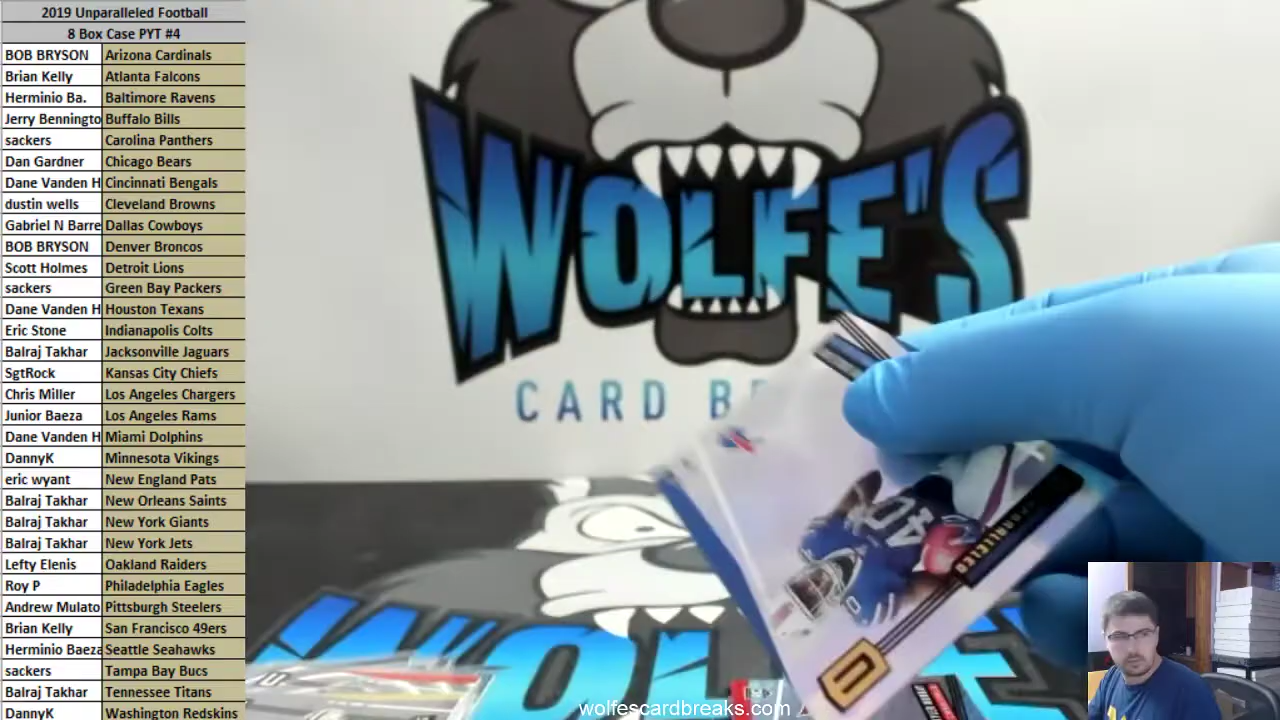 2019 Unparalleled Football
8 Box Case PYT #4
BOB BRYSON Arizona Cardinals
Brian Kelly Atlanta Falcons
Herminio Ba. Baltimore Ravens
Jerry Benningto Buffalo Bills
sackers Carolina Panthers
Dan Gardner Chicago Bears
Dane Vanden H Cincinnati Bengals
dustin wells Cleveland Browns
Gabriel N Barre Dallas Cowboys
BOB BRYSON Denver Broncos
Scott Holmes Detroit Lions
sackers Green Bay Packers
Dane Vanden H Houston Texans
Eric Stone Indianapolis Colts
Balraj Takhar Jacksonville Jaguars
SgtRock Kansas City Chiefs
Chris Miller Los Angeles Chargers
Junior Baeza Los Angeles Rams
Dane Vanden H Miami Dolphins
DannyK Minnesota Vikings
eric wyant New England Pats
Balraj Takhar New Orleans Saints
Balraj Takhar New York Giants
Balraj Takhar New York Jets
Lefty Elenis Oakland Raiders
Roy P Philadelphia Eagles
Andrew Mulato Pittsburgh Steelers
Brian Kelly San Francisco 49ers
Herminio Baeza Seattle Seahawks
sackers Tampa Bay Bucs
Balraj Takhar Tennessee Titans
DannyK Washington Redskins
WOLFE'S
CARD B
40
WOLFE
wolfescardbreaks.com